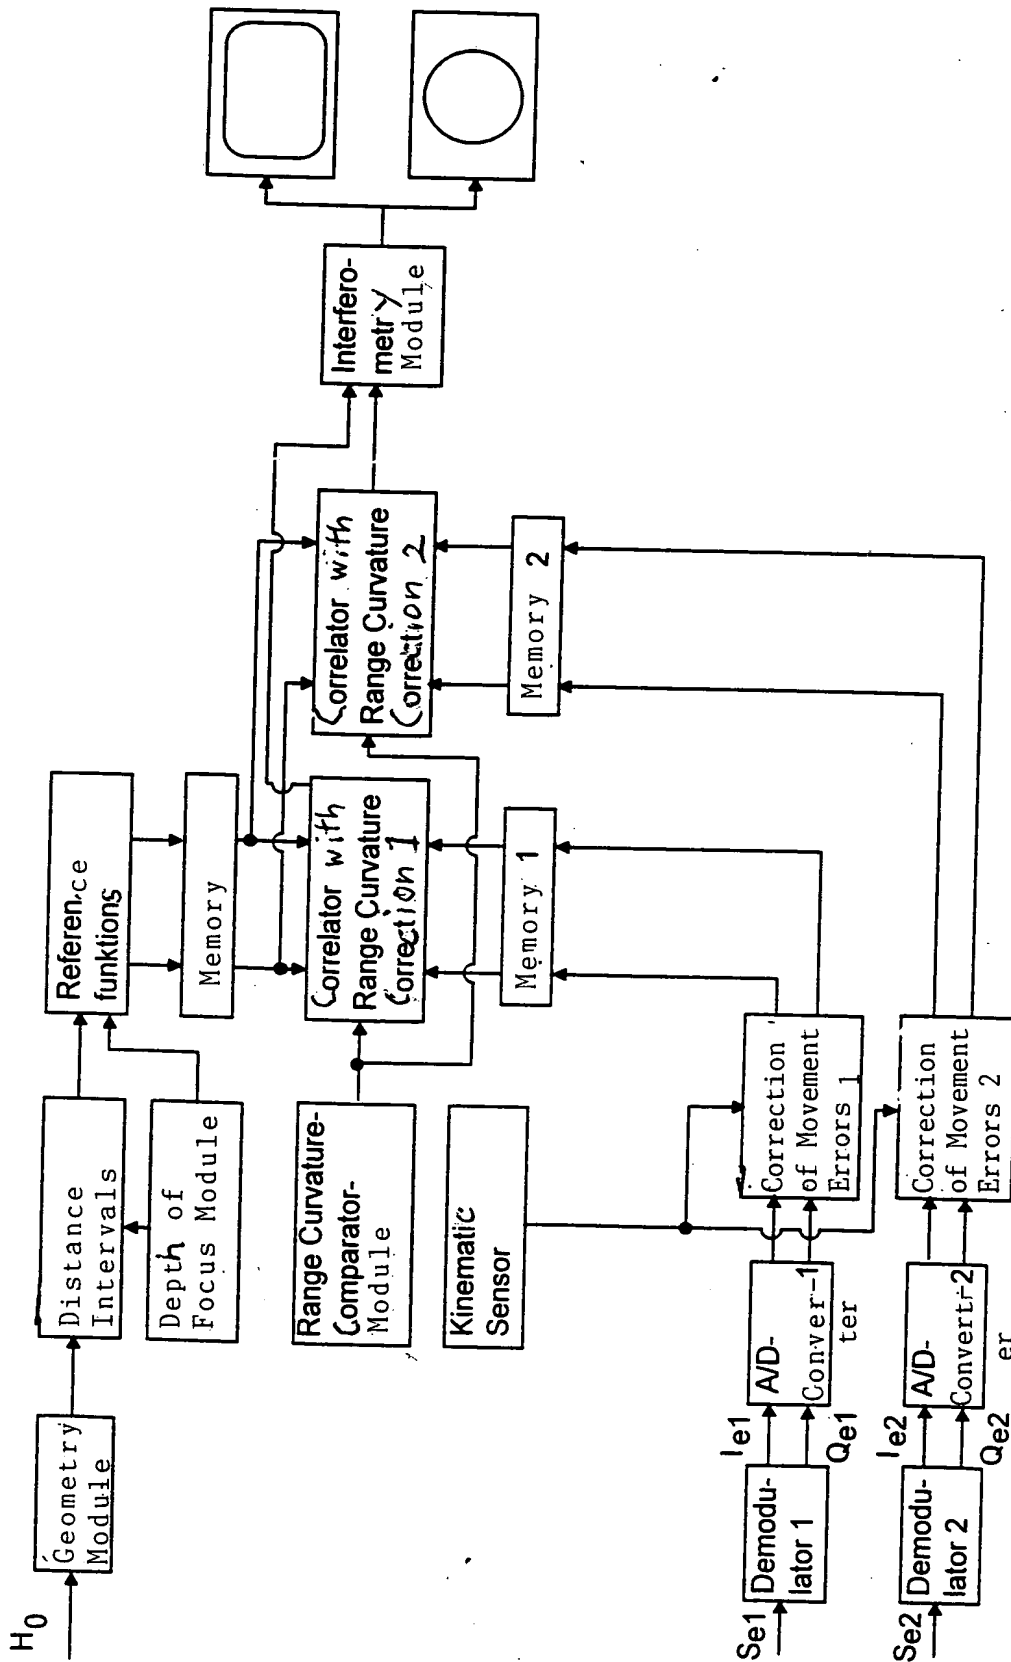 H0
Geometry
Module
Distance
Intervals
Depth of
Focus Module
Reference
funktions
Memory
Range Curvature-
Comparator-
Module
Kinematic
Sensor
Correlator with
Range Curvature
Correction 1
Correlator with
Range Curvature
Correction 2
Memory 1
Memory 2
Interfero-
metry
Module
Se1
Demodu-
lator 1
Ie1
Qe1
A/D-
Conver-1
ter
Correction
of Movement
Errors 1
Se2
Demodu-
lator 2
Ie2
Qe2
A/D-
Convert-2
er
Correction
of Movement
Errors 2